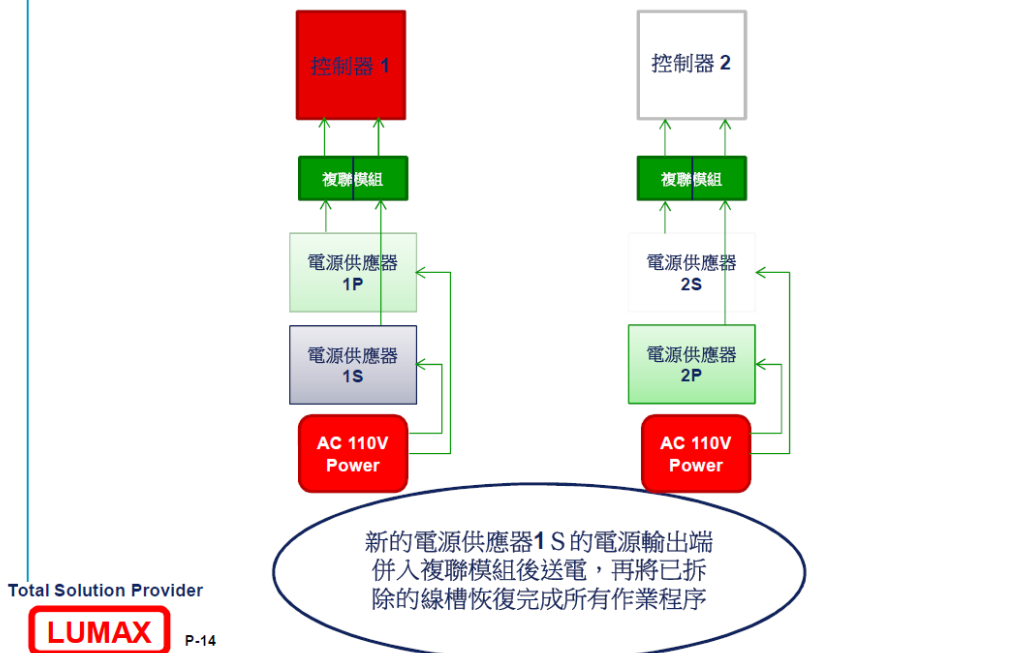 控制器 1
控制器 2
複聯模組
複聯模組
電源供應器
1P
電源供應器
2S
電源供應器
1S
電源供應器
2P
AC 110V
Power
AC 110V
Power
新的電源供應器1Ｓ的電源輸出端
併入複聯模組後送電，再將已拆
除的線槽恢復完成所有作業程序
Total Solution Provider
LUMAX
P-14